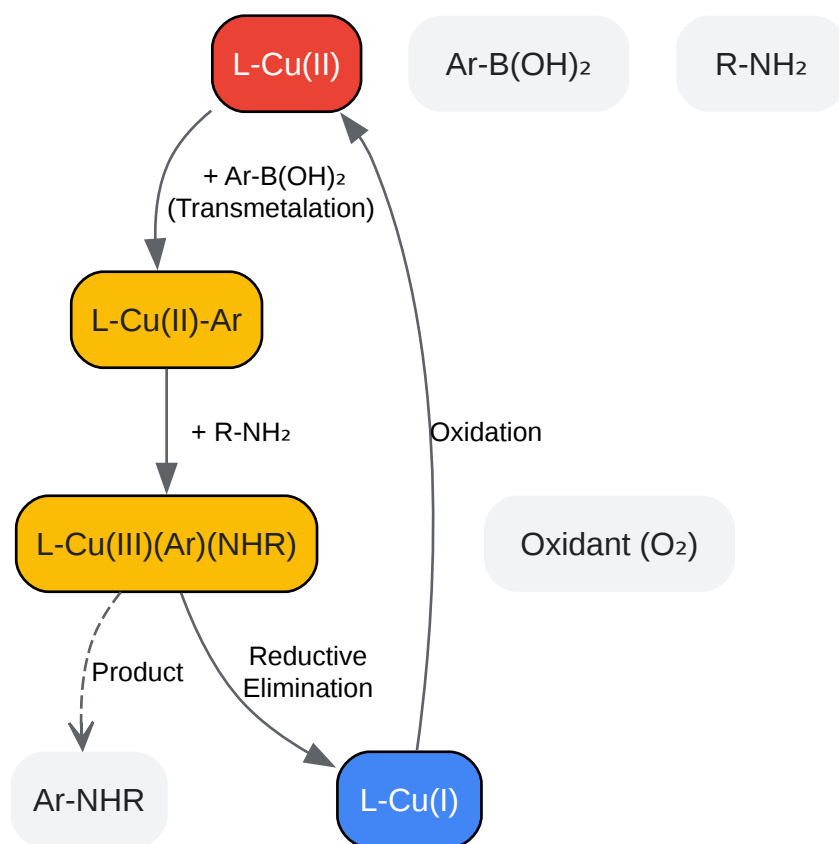 L-Cu(II)
Ar-B(OH)₂
R-NH₂
+ Ar-B(OH)₂
(Transmetalation)
L-Cu(II)-Ar
+ R-NH₂
Oxidation
L-Cu(III)(Ar)(NHR)
Oxidant (O₂)
Product
Reductive
Elimination
Ar-NHR
L-Cu(I)